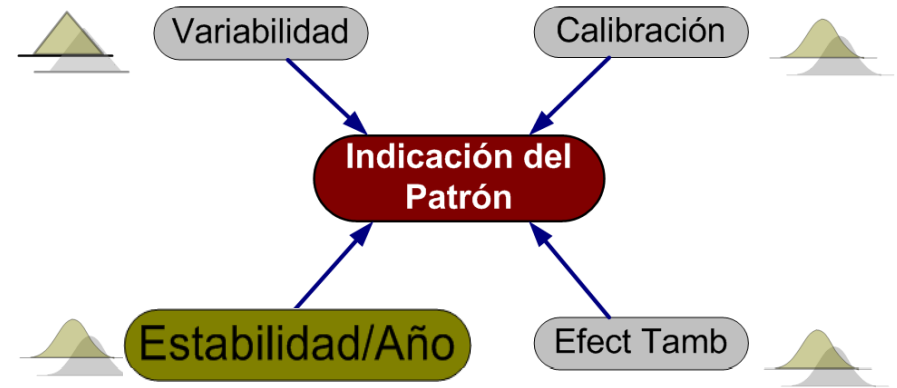 Variabilidad
Calibración
Indicación del
Patrón
Estabilidad/Año
Efect Tamb